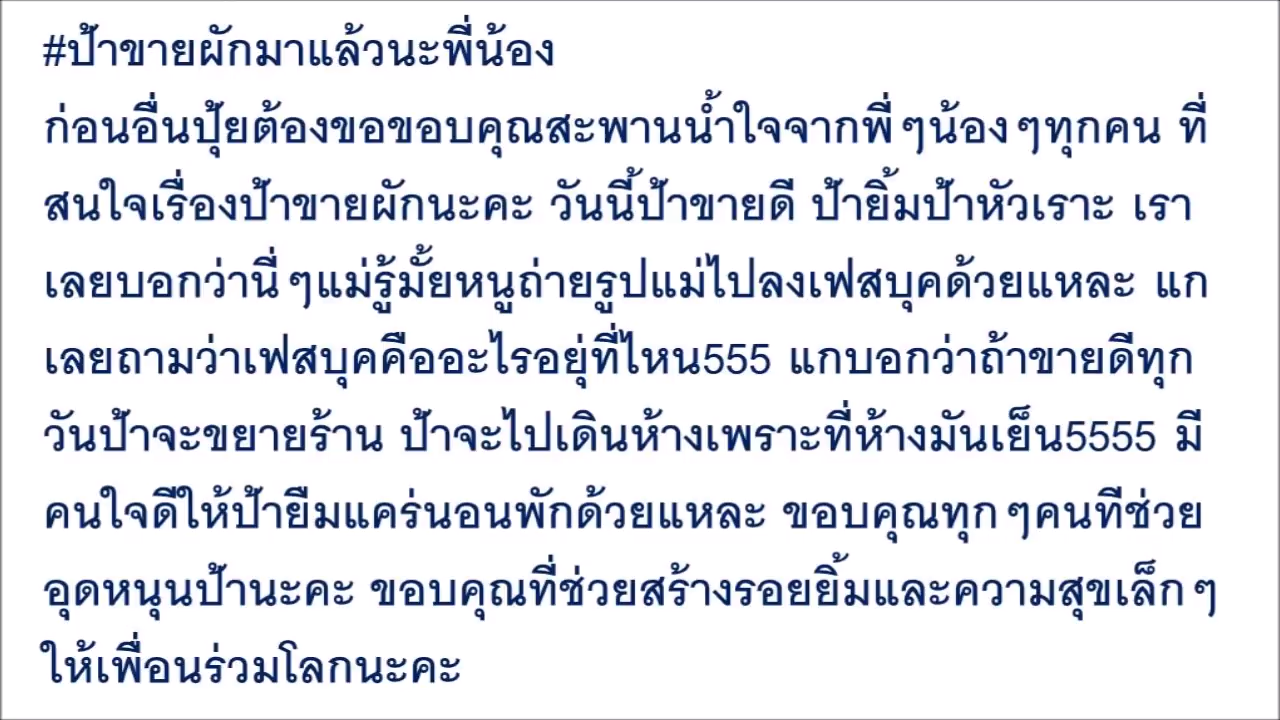 #ป้าขายผักมาแล้วนะพี่น้อง
ก่อนอื่นปุ้ยต้องขอขอบคุณสะพานน้ำใจจากพี่ๆน้องๆทุกคน ที่
สนใจเรื่องป้าขายผักนะคะ วันนี้ป้าขายดี ป้ายิ้มป้าหัวเราะ เรา
เลยบอกว่านี่ๆแม่รู้มั้ยหนูถ่ายรูปแม่ไปลงเฟสบุคด้วยแหละ แก
เลยถามว่าเฟสบุคคืออะไรอยุ่ที่ไหน555 แกบอกว่าถ้าขายดีทุก
วันป้าจะขยายร้าน ป้าจะไปเดินห้างเพราะที่ห้างมันเย็น5555 มี
คนใจดีให้ป้ายืมแคร่นอนพักด้วยแหละ ขอบคุณทุกๆคนทีช่วย
อุดหนุนป้านะคะ ขอบคุณที่ช่วยสร้างรอยยิ้มและความสุขเล็กๆ
ให้เพื่อนร่วมโลกนะคะ